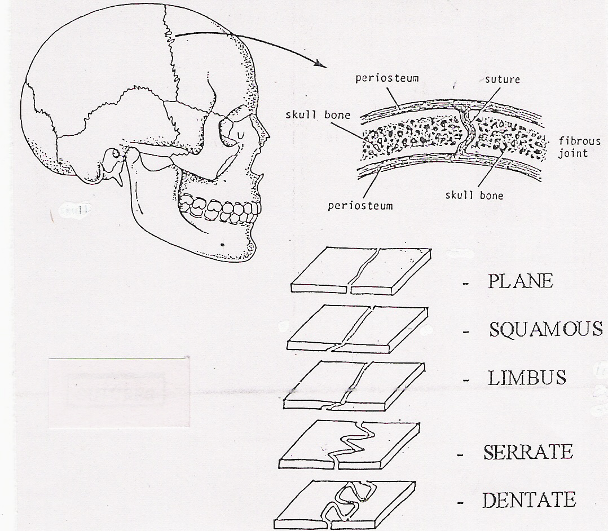 periosteum
suture
skull bone
fibrous
joint
periosteum
skull bone
- PLANE
- SQUAMOUS
- LIMBUS
- SERRATE
- DENTATE